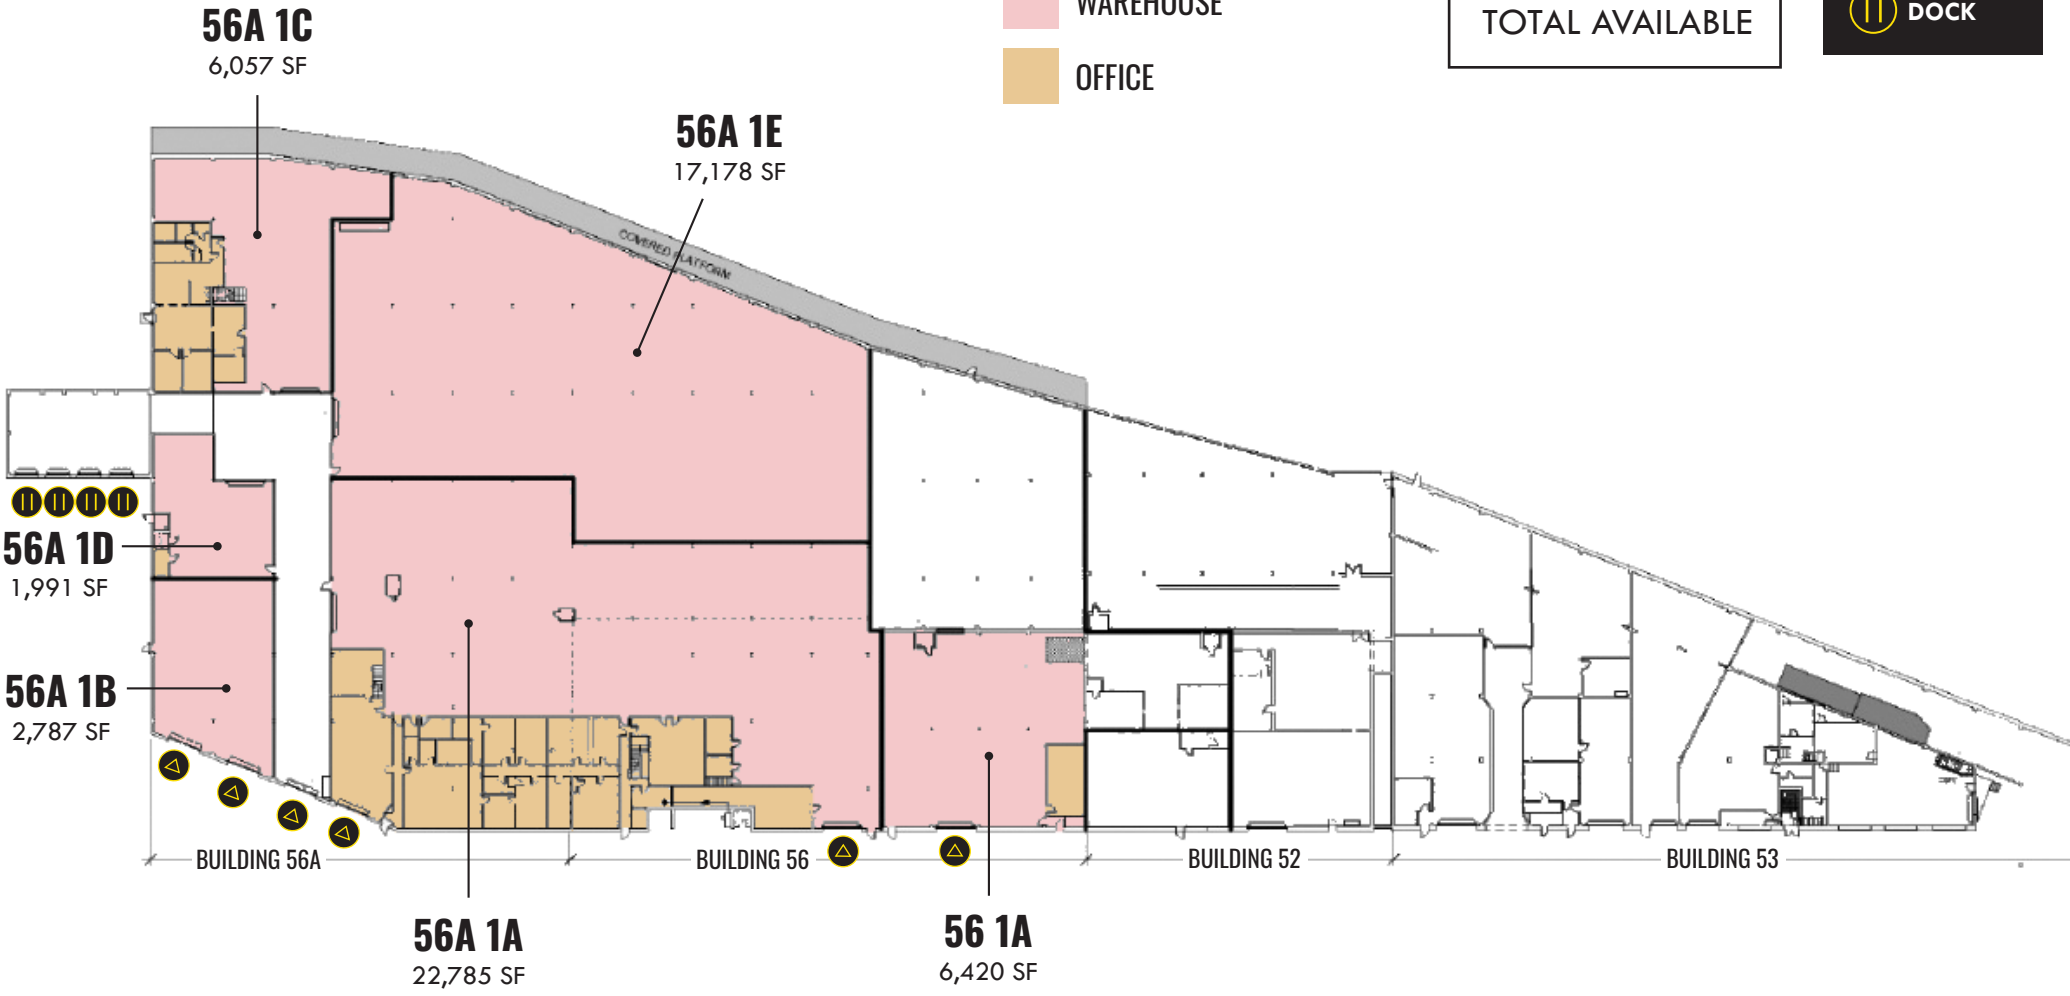 56A 1C
6,057 SF
WAREHOUSE
OFFICE
TOTAL AVAILABLE
DOCK
56A 1E
17,178 SF
COVERED PLATFORM
56A 1D
1,991 SF
56A 1B
2,787 SF
BUILDING 56A
BUILDING 56
BUILDING 52
BUILDING 53
56A 1A
22,785 SF
56 1A
6,420 SF